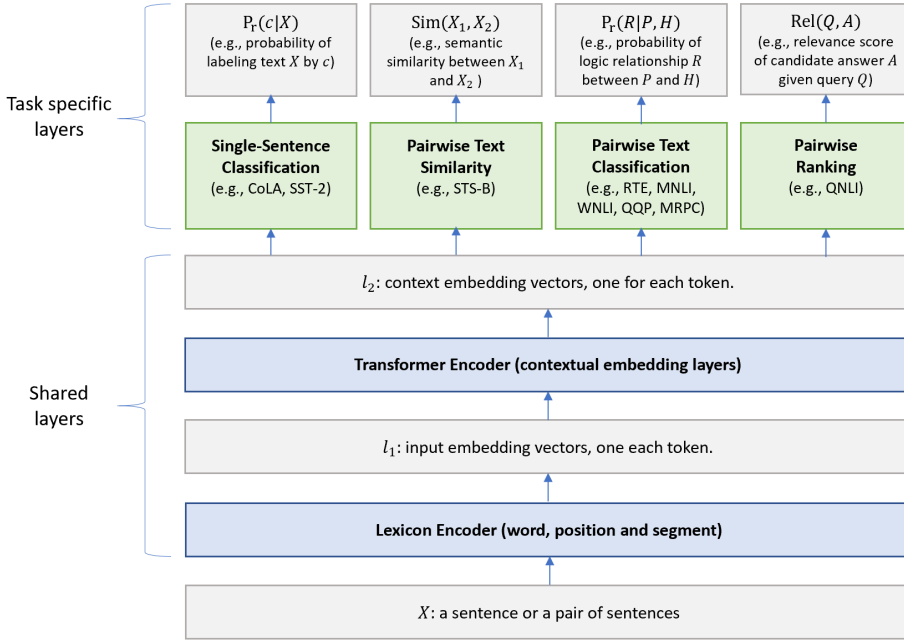 Task specific
layers
Pr(c|X)
(e.g., probability of
labeling text X by c)
Sim(X₁, X₂)
(e.g., semantic
similarity between X₁
and X₂ )
Pr(R|P, H)
(e.g., probability of
logic relationship R
between P and H)
Rel(Q, A)
(e.g., relevance score
of candidate answer A
given query Q)
Single-Sentence
Classification
(e.g., CoLA, SST-2)
Pairwise Text
Similarity
(e.g., STS-B)
Pairwise Text
Classification
(e.g., RTE, MNLI,
WNLI, QQP, MRPC)
Pairwise
Ranking
(e.g., QNLI)
Shared
layers
l₂: context embedding vectors, one for each token.
Transformer Encoder (contextual embedding layers)
l₁: input embedding vectors, one each token.
Lexicon Encoder (word, position and segment)
X: a sentence or a pair of sentences